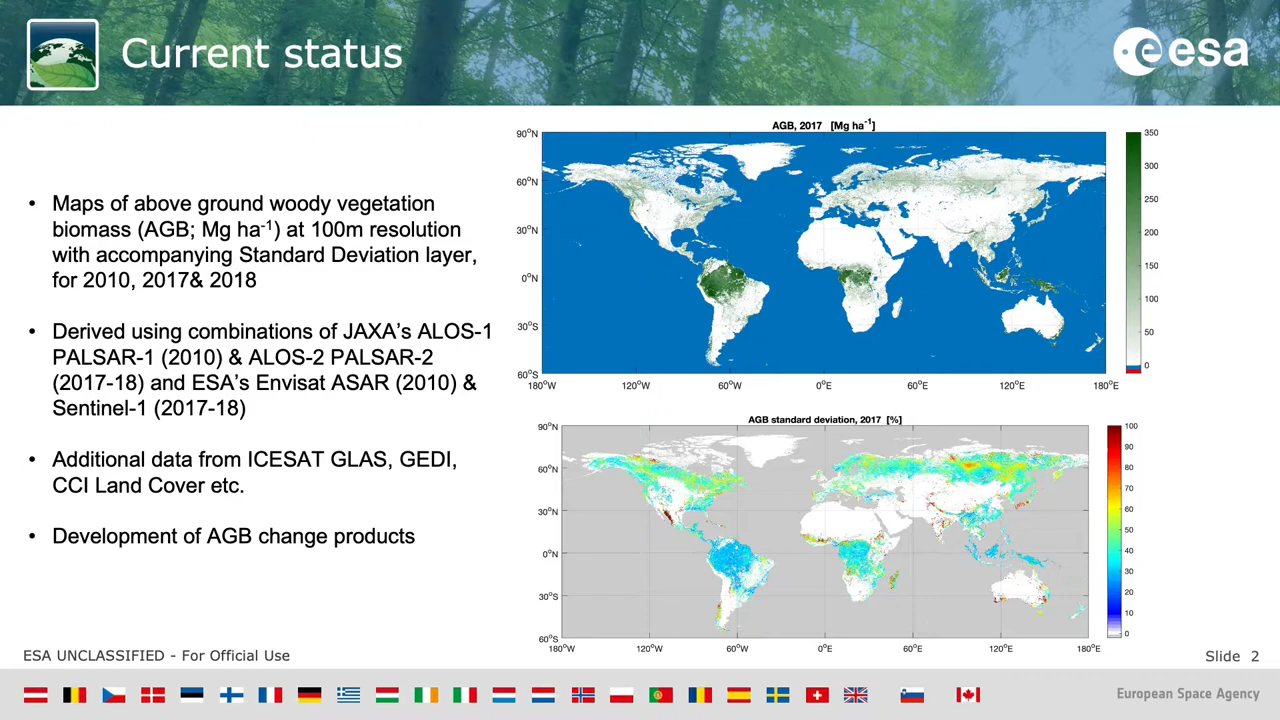 Current status
esa
• Maps of above ground woody vegetation
biomass (AGB; Mg ha⁻¹) at 100m resolution
with accompanying Standard Deviation layer,
for 2010, 2017& 2018
• Derived using combinations of JAXA's ALOS-1
PALSAR-1 (2010) & ALOS-2 PALSAR-2
(2017-18) and ESA's Envisat ASAR (2010) &
Sentinel-1 (2017-18)
• Additional data from ICESAT GLAS, GEDI,
CCI Land Cover etc.
• Development of AGB change products
AGB, 2017 [Mg ha⁻¹]
90°N
60°N
30°N
0°N
30°S
60°S
180°W 120°W 60°W 0°E 60°E 120°E 180°E
350
300
250
200
150
100
50
0
AGB standard deviation, 2017 [%]
90°N
60°N
30°N
0°N
30°S
60°S
180°W 120°W 60°W 0°E 60°E 120°E 180°E
100
90
80
70
60
50
40
30
20
10
0
ESA UNCLASSIFIED - For Official Use
Slide 2
European Space Agency